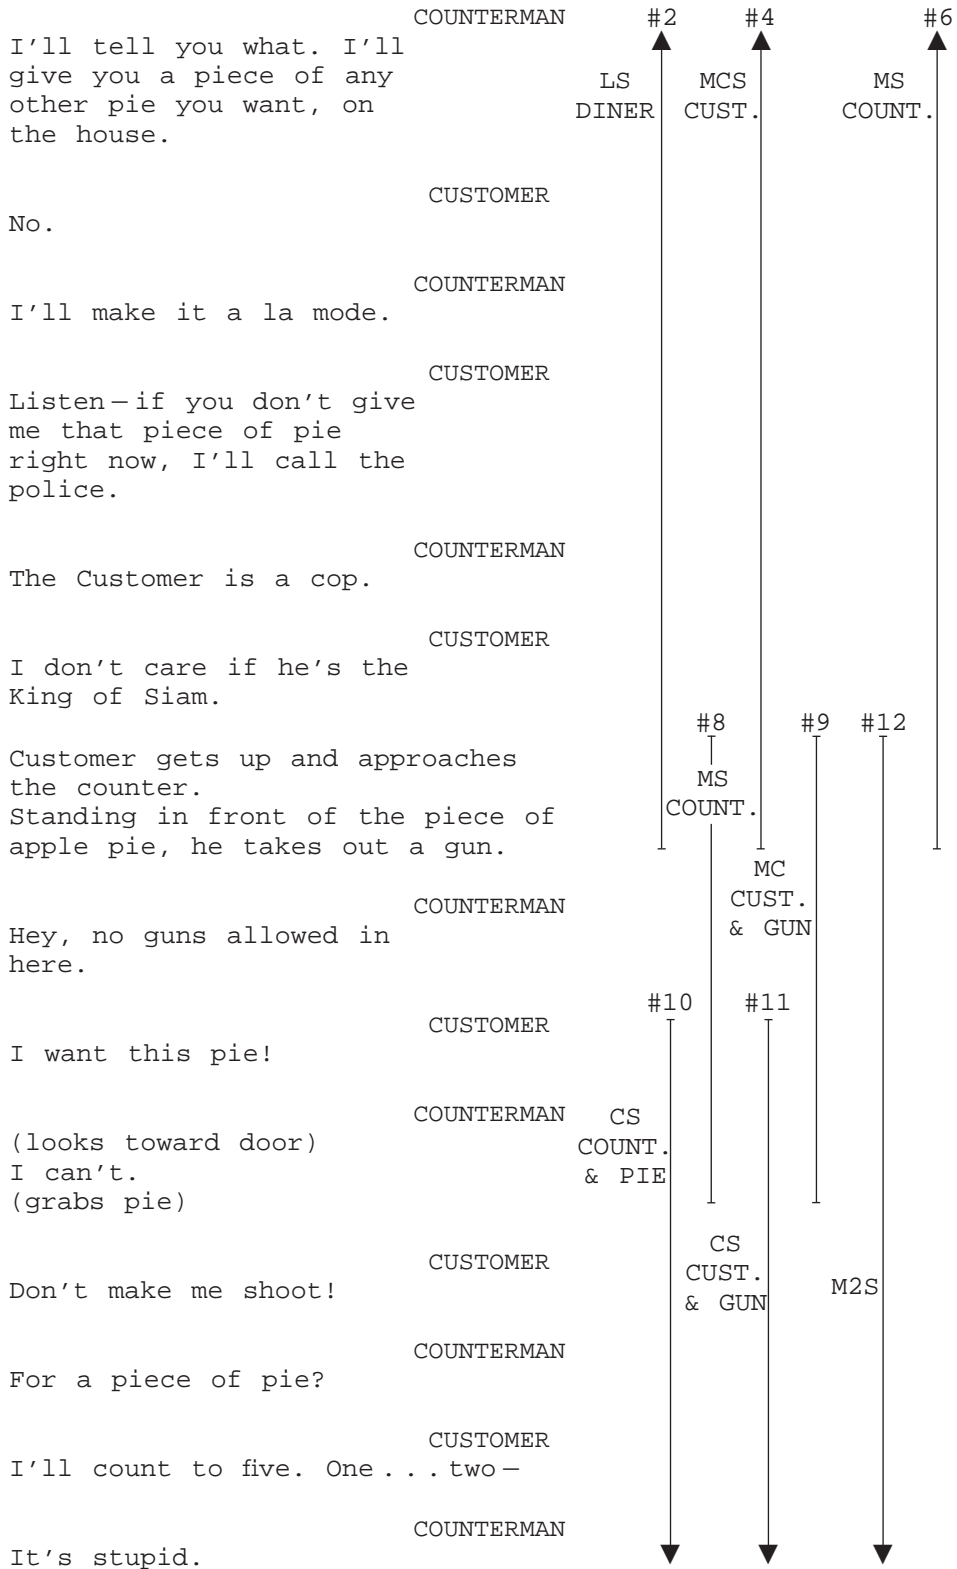 COUNTERMAN #2 #4 #6
I'll tell you what. I'll
give you a piece of any LS MCS MS
other pie you want, on DINER CUST. COUNT.
the house.
CUSTOMER
No.
COUNTERMAN
I'll make it a la mode.
CUSTOMER
Listen — if you don't give
me that piece of pie
right now, I'll call the
police.
COUNTERMAN
The Customer is a cop.
CUSTOMER
I don't care if he's the
King of Siam.
#8 #9 #12
Customer gets up and approaches
the counter. MS
Standing in front of the piece of COUNT.
apple pie, he takes out a gun.
MC
COUNTERMAN CUST.
Hey, no guns allowed in & GUN
here.
#10 #11
CUSTOMER
I want this pie!
COUNTERMAN CS
(looks toward door) COUNT.
I can't. & PIE
(grabs pie)
CS
CUSTOMER CUST.
Don't make me shoot! & GUN M2S
COUNTERMAN
For a piece of pie?
CUSTOMER
I'll count to five. One . . . two —
COUNTERMAN
It's stupid.